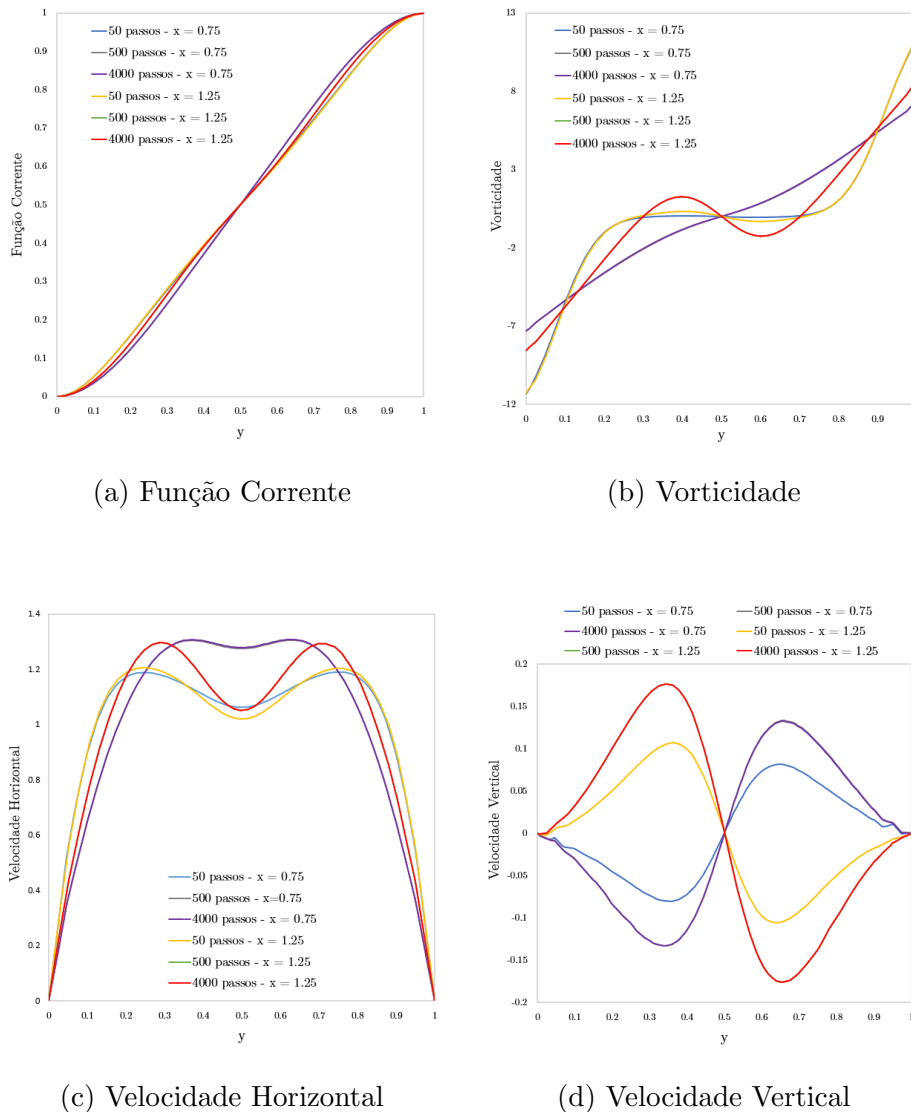 1
0.9
0.8
0.7
0.6
0.5
0.4
0.3
0.2
0.1
0
Função Corrente
50 passos - x = 0.75
500 passos - x = 0.75
4000 passos - x = 0.75
50 passos - x = 1.25
500 passos - x = 1.25
4000 passos - x = 1.25
0 0.1 0.2 0.3 0.4 0.5 0.6 0.7 0.8 0.9 1
y
(a) Função Corrente
13
8
3
-2
-7
-12
Vorticidade
50 passos - x = 0.75
500 passos - x = 0.75
4000 passos - x = 0.75
50 passos - x = 1.25
500 passos - x = 1.25
4000 passos - x = 1.25
0 0.1 0.2 0.3 0.4 0.5 0.6 0.7 0.8 0.9
y
(b) Vorticidade
1.4
1.2
1
0.8
0.6
0.4
0.2
0
Velocidade Horizontal
50 passos - x = 0.75
500 passos - x=0.75
4000 passos - x = 0.75
50 passos - x = 1.25
500 passos - x = 1.25
4000 passos - x = 1.25
0 0.1 0.2 0.3 0.4 0.5 0.6 0.7 0.8 0.9 1
y
(c) Velocidade Horizontal
50 passos - x = 0.75 500 passos - x = 0.75
4000 passos - x = 0.75 50 passos - x = 1.25
500 passos - x = 1.25 4000 passos - x = 1.25
0.2
0.15
0.1
0.05
0
-0.05
-0.1
-0.15
-0.2
Velocidade Vertical
0 0.1 0.2 0.3 0.4 0.5 0.6 0.7 0.8 0.9 1
y
(d) Velocidade Vertical